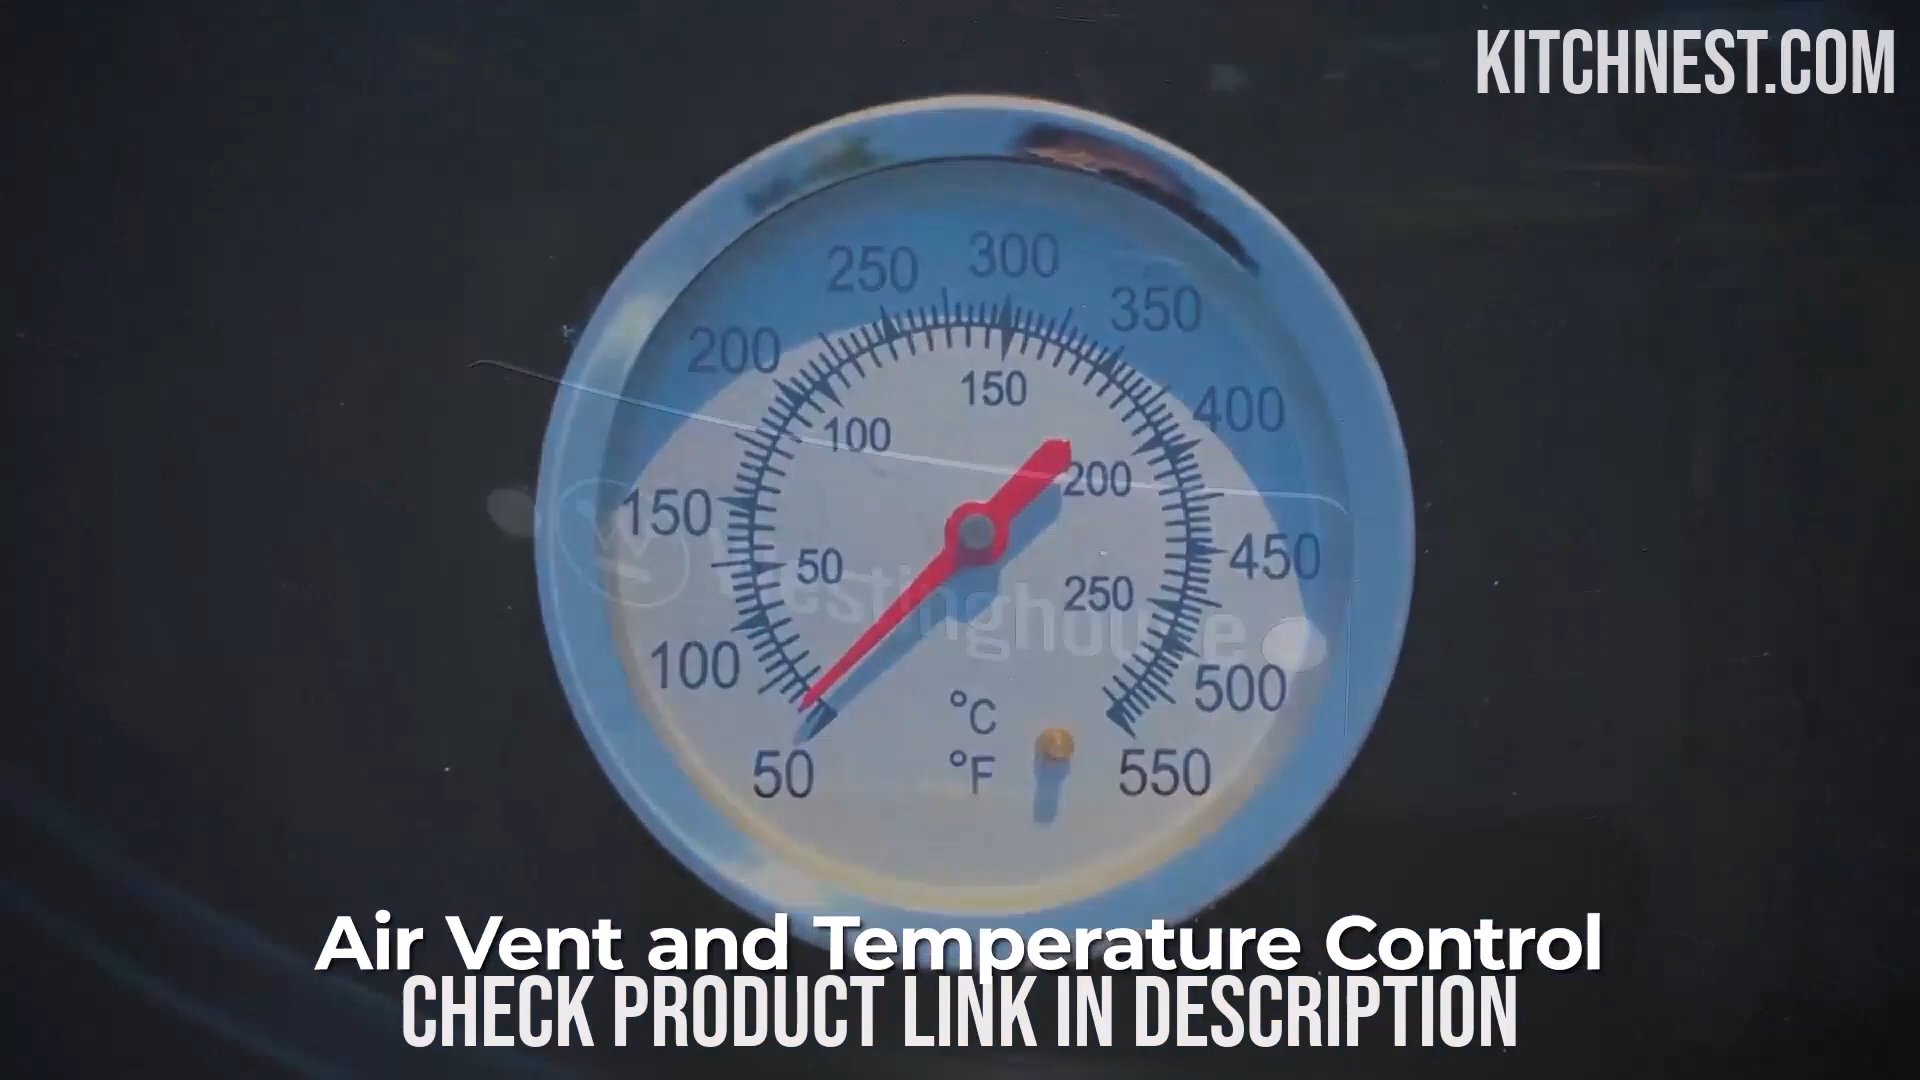 KITCHNEST.COM
250 300 350
200 400
150
100 200
150 450
50 250
Westinghouse
100 500
°C
°F
50 550
Air Vent and Temperature Control
CHECK PRODUCT LINK IN DESCRIPTION